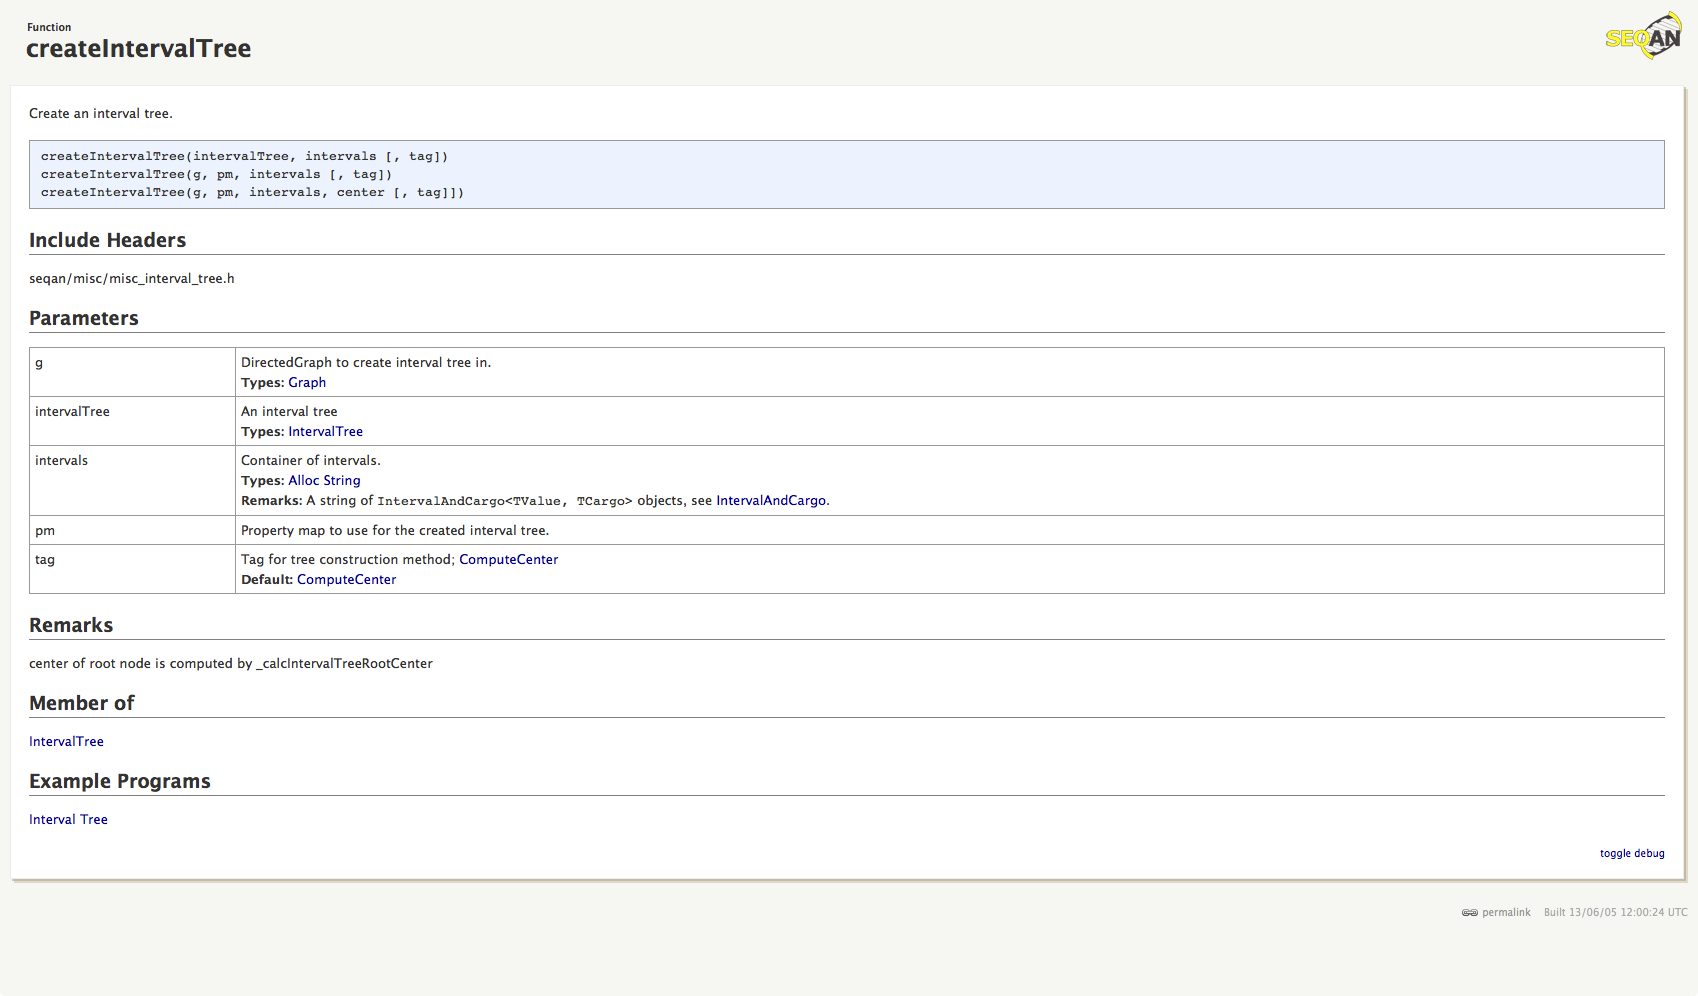 Function
createIntervalTree
SEQAN
Create an interval tree.
createIntervalTree(intervalTree, intervals [, tag])
createIntervalTree(g, pm, intervals [, tag])
createIntervalTree(g, pm, intervals, center [, tag]])
Include Headers
seqan/misc/misc_interval_tree.h
Parameters
g
DirectedGraph to create interval tree in.
Types: Graph
intervalTree
An interval tree
Types: IntervalTree
intervals
Container of intervals.
Types: Alloc String
Remarks: A string of IntervalAndCargo<TValue, TCargo> objects, see IntervalAndCargo.
pm
Property map to use for the created interval tree.
tag
Tag for tree construction method; ComputeCenter
Default: ComputeCenter
Remarks
center of root node is computed by _calcIntervalTreeRootCenter
Member of
IntervalTree
Example Programs
Interval Tree
toggle debug
permalink Built 13/06/05 12:00:24 UTC